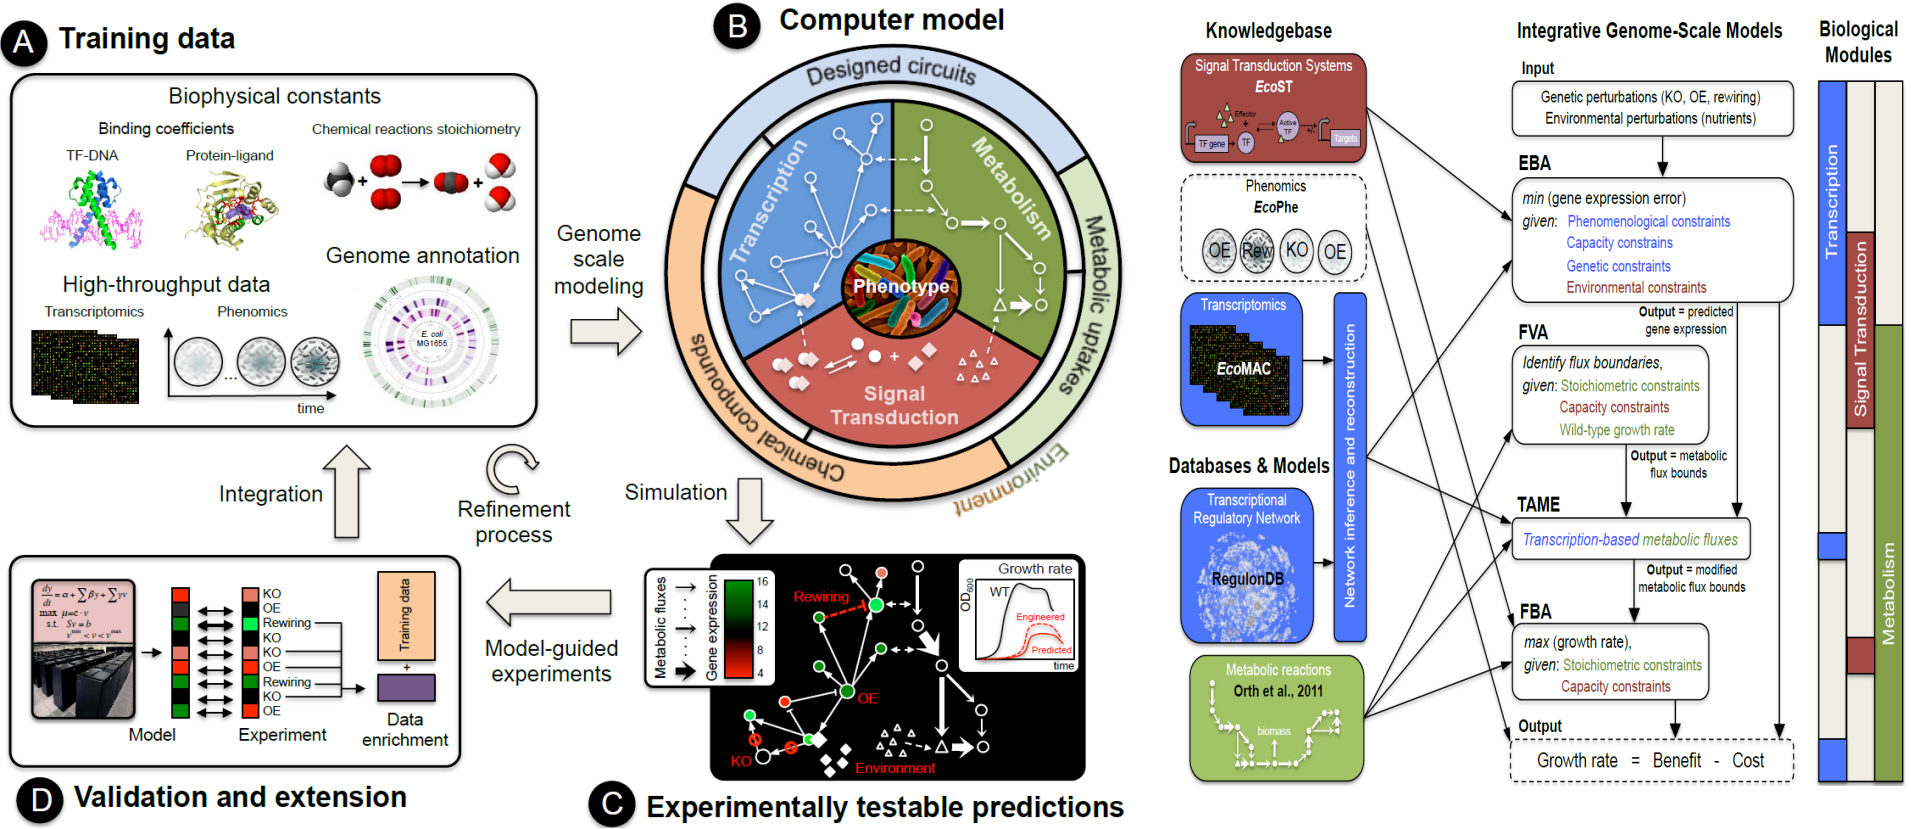 A Training data
Biophysical constants
Binding coefficients
TF-DNA
Protein-ligand
Chemical reactions stoichiometry
+
+
High-throughput data
Transcriptomics
Phenomics
...
time
Genome annotation
E. coli
MG1655
Genome
scale
modeling
B Computer model
Designed circuits
Metabolic uptakes
Chemical compounds
Environment
Transcription
Metabolism
Phenotype
+
Signal
Transduction
Integration
Refinement
process
Simulation
Model-guided
experiments
dy/dt = α + ∑βy + ∑γv
max μ=c·v
s.t. Sv = b
v^min < v < v^max
KO
OE
Rewiring
KO
KO
OE
Rewiring
KO
OE
Training data
+
Data
enrichment
Model
Experiment
D Validation and extension
Metabolic fluxes
Gene expression
16
14
12
8
4
Rewiring
OE
KO
Environment
Growth rate
OD600
WT
Engineered
Predicted
time
C Experimentally testable predictions
Knowledgebase
Signal Transduction Systems
EcoST
Effector
+
TF gene
TF
Active
TF
+/-
Targets
Phenomics
EcoPhe
OE
Rew
KO
OE
Transcriptomics
EcoMAC
Databases & Models
Transcriptional
Regulatory Network
RegulonDB
Network inference and reconstruction
Metabolic reactions
Orth et al., 2011
biomass
Integrative Genome-Scale Models
Input
Genetic perturbations (KO, OE, rewiring)
Environmental perturbations (nutrients)
EBA
min (gene expression error)
given: Phenomenological constraints
Capacity constrains
Genetic constraints
Environmental constraints
Output = predicted
gene expression
FVA
Identify flux boundaries,
given: Stoichiometric constraints
Capacity constraints
Wild-type growth rate
Output = metabolic
flux bounds
TAME
Transcription-based metabolic fluxes
Output = modified
metabolic flux bounds
FBA
max (growth rate),
given: Stoichiometric constraints
Capacity constraints
Output
Growth rate = Benefit - Cost
Biological
Modules
Transcription
Signal Transduction
Metabolism